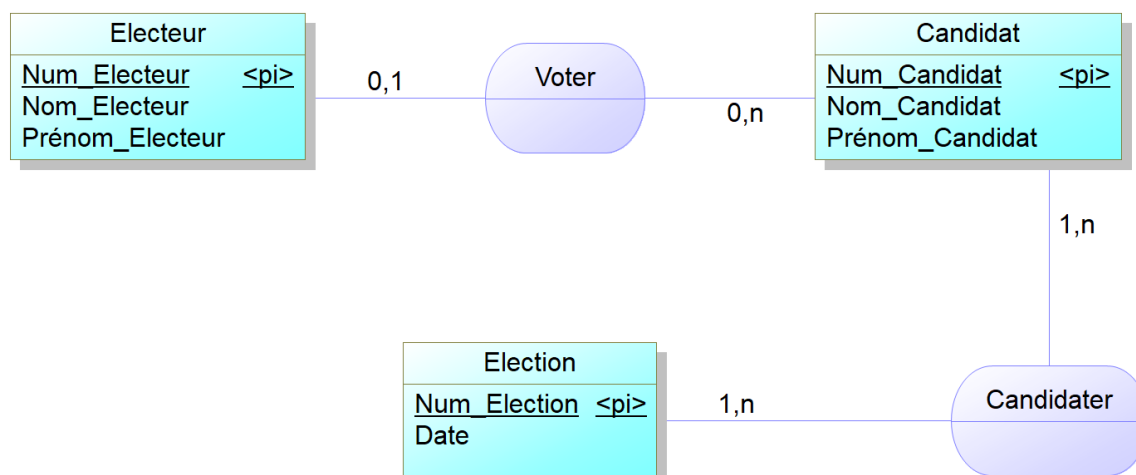 Electeur
Num_Electeur <pi>
Nom_Electeur
Prénom_Electeur
0,1
Voter
0,n
Candidat
Num_Candidat <pi>
Nom_Candidat
Prénom_Candidat
1,n
Election
Num_Election <pi>
Date
1,n
Candidater